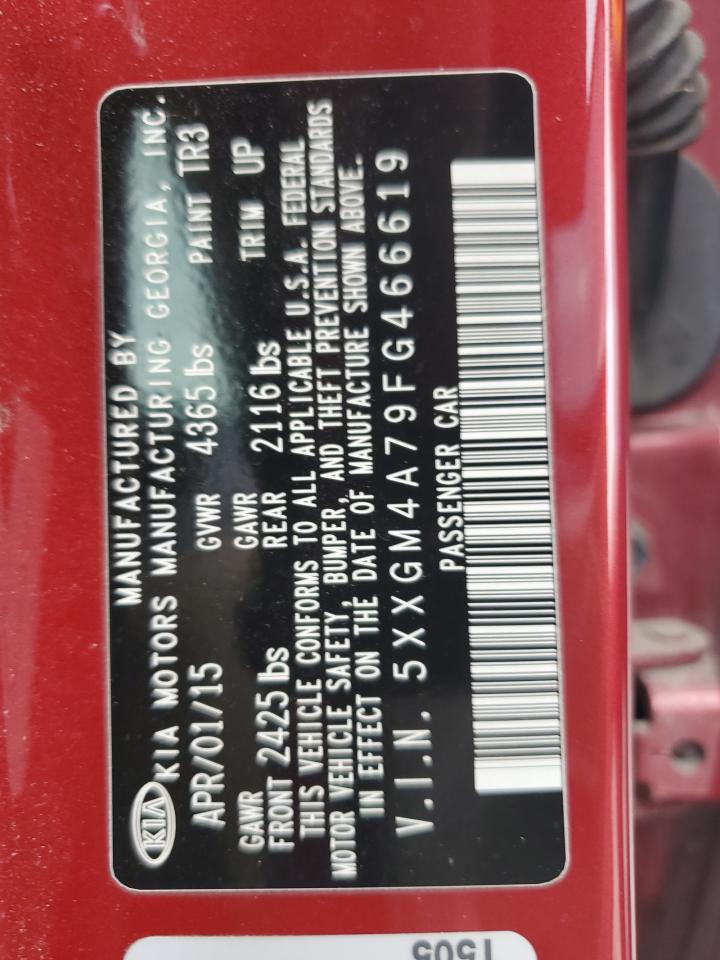 MANUFACTURED BY
KIA KIA MOTORS MANUFACTURING GEORGIA, INC.
APR/01/15 GVWR 4365 lbs PAINT TR3
GAWR FRONT 2425 lbs GAWR REAR 2116 lbs TRIM UP
THIS VEHICLE CONFORMS TO ALL APPLICABLE U.S.A. FEDERAL
MOTOR VEHICLE SAFETY, BUMPER, AND THEFT PREVENTION STANDARDS
IN EFFECT ON THE DATE OF MANUFACTURE SHOWN ABOVE.
V.I.N. 5XXGM4A79FG466619
PASSENGER CAR
1505